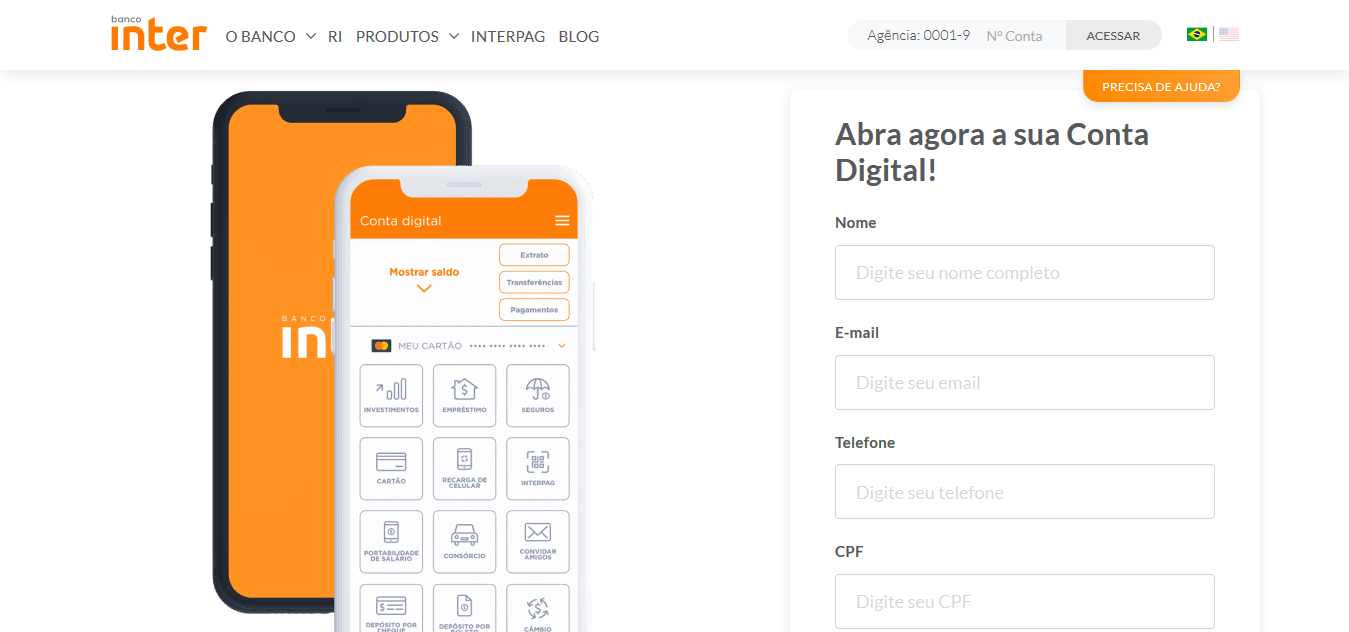 banco
inter
O BANCO
RI
PRODUTOS
INTERPAG
BLOG
Agência: 0001-9
Nº Conta
ACESSAR
PRECISA DE AJUDA?
BANCO
in
Conta digital
Mostrar saldo
Extrato
Transferências
Pagamentos
MEU CARTÃO •••• •••• •••• ••••
INVESTIMENTOS
EMPRÉSTIMO
SEGUROS
CARTÃO
RECARGA DE
CELULAR
INTERPAG
PORTABILIDADE
DE SALÁRIO
CONSÓRCIO
CONVIDAR
AMIGOS
DEPÓSITO POR
CHEQUE
DEPÓSITO POR
BOLETO
CÂMBIO
Abra agora a sua Conta
Digital!
Nome
Digite seu nome completo
E-mail
Digite seu email
Telefone
Digite seu telefone
CPF
Digite seu CPF